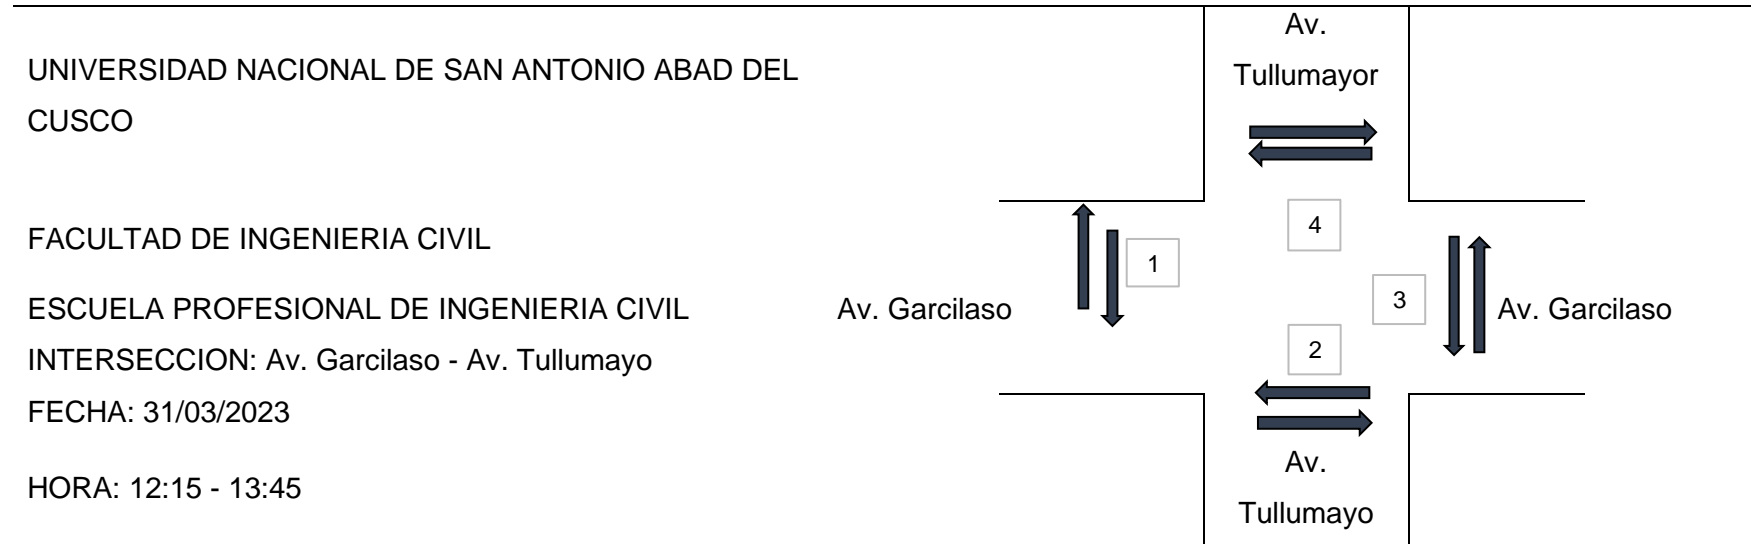 UNIVERSIDAD NACIONAL DE SAN ANTONIO ABAD DEL
CUSCO
FACULTAD DE INGENIERIA CIVIL
ESCUELA PROFESIONAL DE INGENIERIA CIVIL
INTERSECCION: Av. Garcilaso - Av. Tullumayo
FECHA: 31/03/2023
HORA: 12:15 - 13:45
Av.
Tullumayor
4
1
3
2
Av. Garcilaso
Av. Garcilaso
Av.
Tullumayo